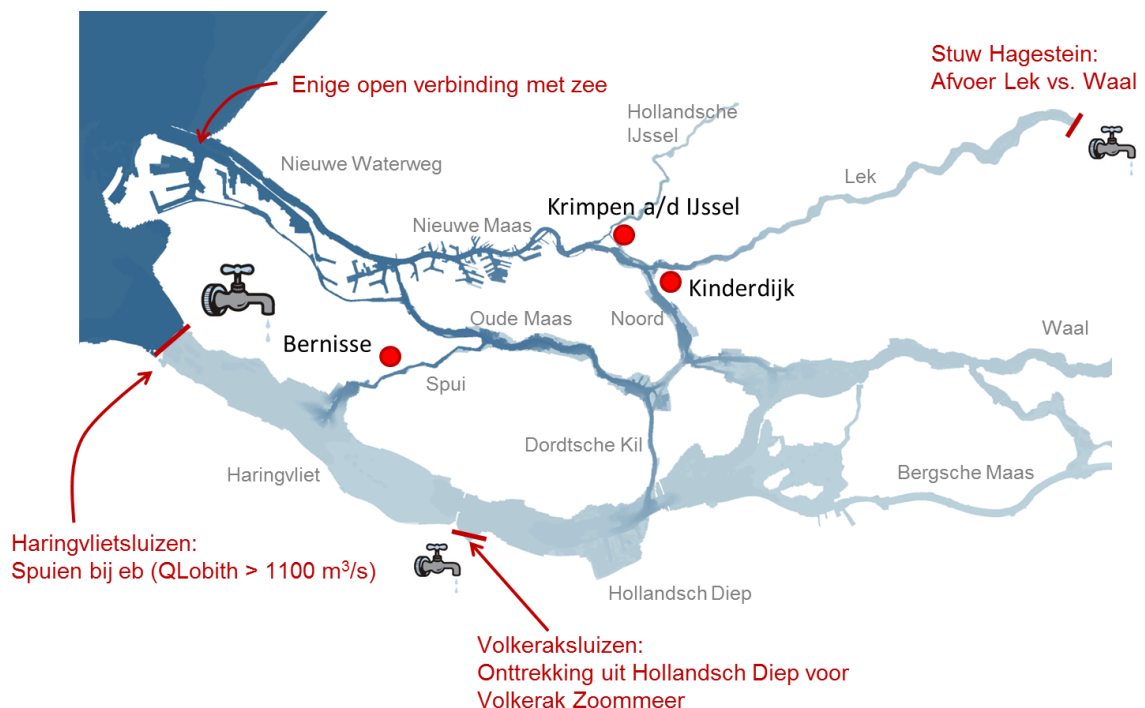 Stuw Hagestein:
Afvoer Lek vs. Waal
Enige open verbinding met zee
Hollandsche
IJssel
Nieuwe Waterweg
Lek
Krimpen a/d IJssel
Nieuwe Maas
Kinderdijk
Oude Maas
Noord
Waal
Bernisse
Spui
Dordtsche Kil
Haringvliet
Bergsche Maas
Haringvlietsluizen:
Spuien bij eb (QLobith > 1100 m³/s)
Hollandsch Diep
Volkeraksluizen:
Onttrekking uit Hollandsch Diep voor
Volkerak Zoommeer